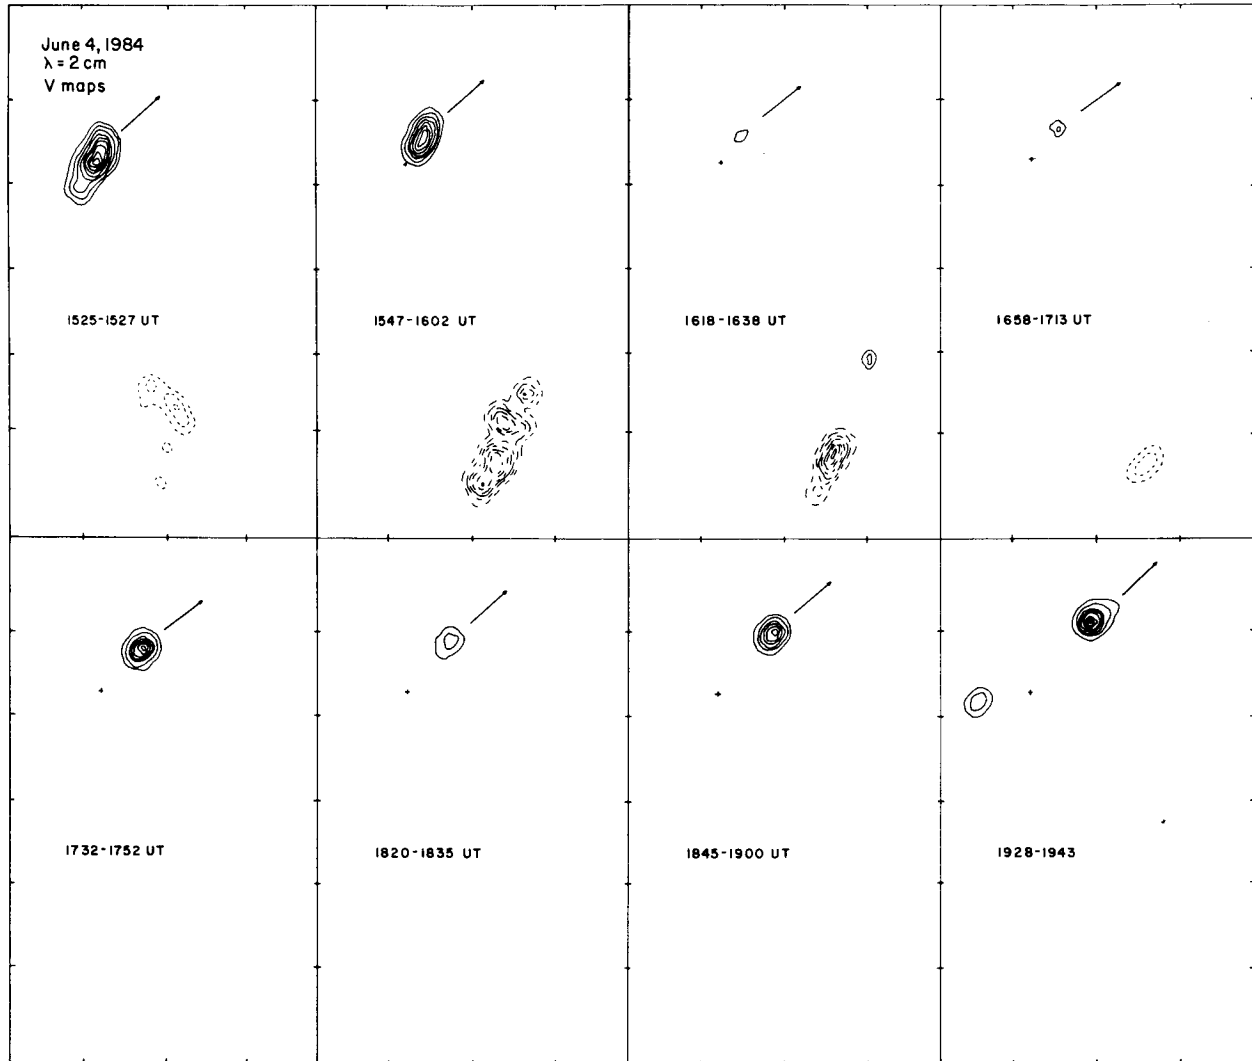 June 4, 1984
λ = 2 cm
V maps
1525-1527 UT
1547-1602 UT
1618-1638 UT
1658-1713 UT
1732-1752 UT
1820-1835 UT
1845-1900 UT
1928-1943